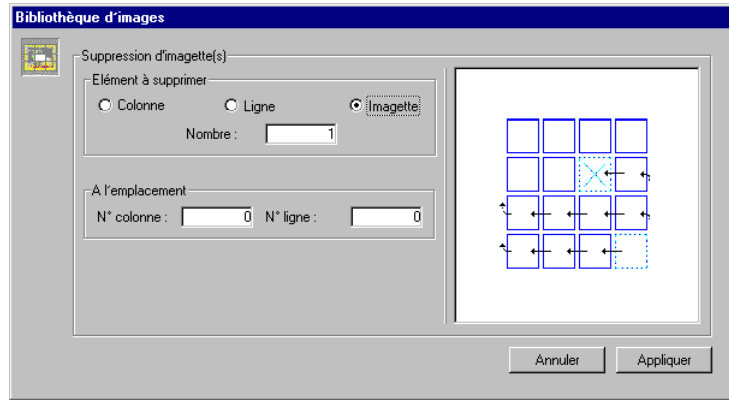 Bibliothèque d'images
Suppression d'imagette(s)
Elément à supprimer
Colonne Ligne Imagette
Nombre : 1
A l'emplacement
N° colonne : 0 N° ligne : 0
Annuler Appliquer